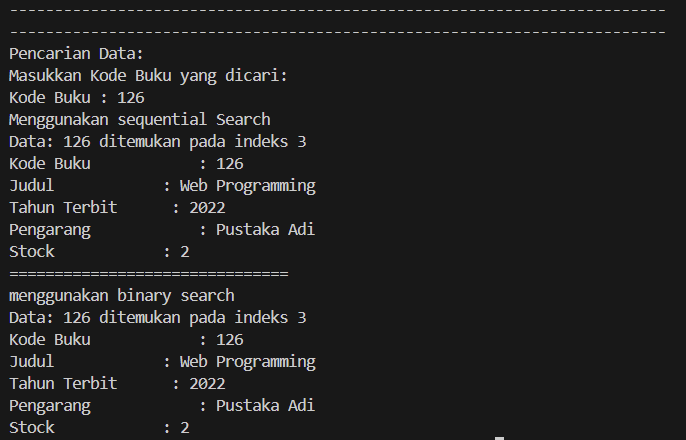 -------------------------------------------------------------------------
-------------------------------------------------------------------------
Pencarian Data:
Masukkan Kode Buku yang dicari:
Kode Buku : 126
Menggunakan sequential Search
Data: 126 ditemukan pada indeks 3
Kode Buku            : 126
Judul            : Web Programming
Tahun Terbit      : 2022
Pengarang            : Pustaka Adi
Stock            : 2
===============================
menggunakan binary search
Data: 126 ditemukan pada indeks 3
Kode Buku            : 126
Judul            : Web Programming
Tahun Terbit      : 2022
Pengarang            : Pustaka Adi
Stock            : 2